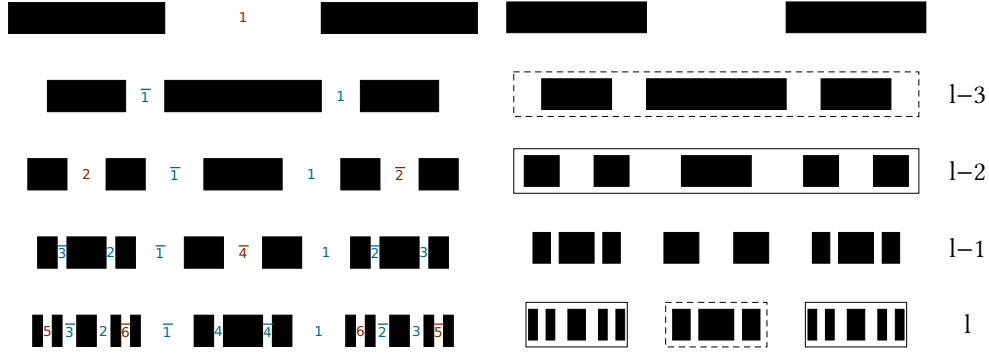 1
1̅ 1 l−3
2 1̅ 1 2̅ l−2
3̅ 2 1̅ 4̅ 1 2̅ 3 l−1
5 3̅ 2 6̅ 1̅ 4 4̅ 1 6 2̅ 3 5̅ l